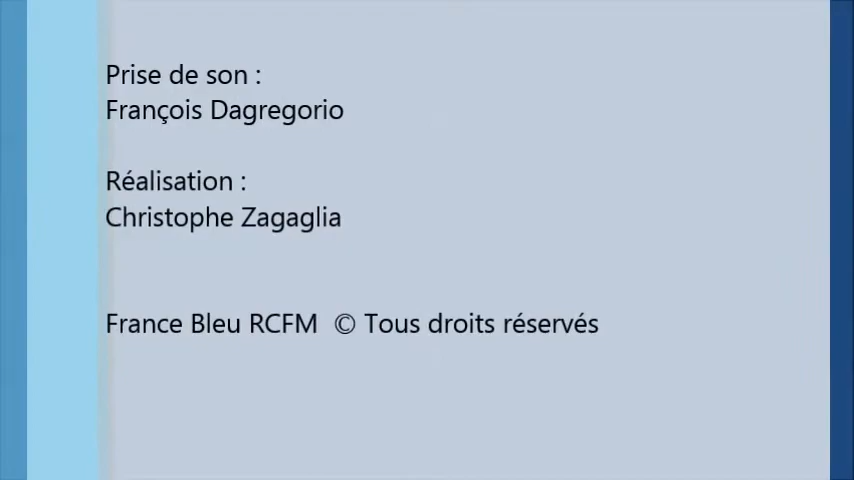 Prise de son :
François Dagregorio
Réalisation :
Christophe Zagaglia
France Bleu RCFM © Tous droits réservés